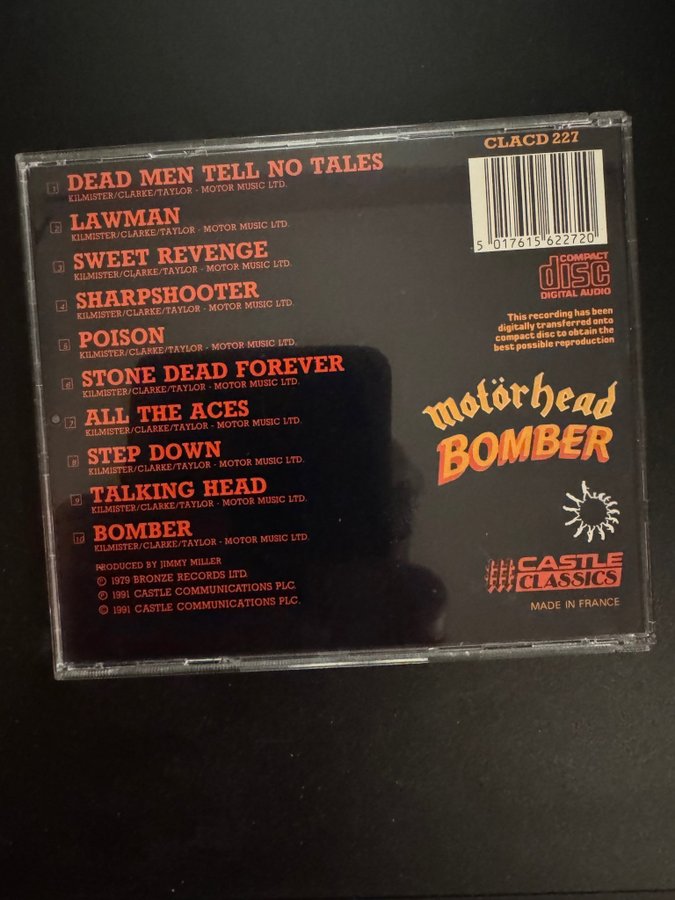 1 DEAD MEN TELL NO TALES
KILMISTER/CLARKE/TAYLOR - MOTOR MUSIC LTD.
2 LAWMAN
KILMISTER/CLARKE/TAYLOR - MOTOR MUSIC LTD.
3 SWEET REVENGE
KILMISTER/CLARKE/TAYLOR - MOTOR MUSIC LTD.
4 SHARPSHOOTER
KILMISTER/CLARKE/TAYLOR - MOTOR MUSIC LTD.
5 POISON
KILMISTER/CLARKE/TAYLOR - MOTOR MUSIC LTD.
6 STONE DEAD FOREVER
KILMISTER/CLARKE/TAYLOR - MOTOR MUSIC LTD.
7 ALL THE ACES
KILMISTER/CLARKE/TAYLOR - MOTOR MUSIC LTD.
8 STEP DOWN
KILMISTER/CLARKE/TAYLOR - MOTOR MUSIC LTD.
9 TALKING HEAD
KILMISTER/CLARKE/TAYLOR - MOTOR MUSIC LTD.
10 BOMBER
KILMISTER/CLARKE/TAYLOR - MOTOR MUSIC LTD.
PRODUCED BY JIMMY MILLER
℗ 1979 BRONZE RECORDS LTD.
℗ 1991 CASTLE COMMUNICATIONS PLC.
© 1991 CASTLE COMMUNICATIONS PLC.
CLACD 227
5 017615 622720
COMPACT
disc
DIGITAL AUDIO
This recording has been
digitally transferred onto
compact disc to obtain the
best possible reproduction
motörhead
BOMBER
CASTLE
CLASSICS
MADE IN FRANCE